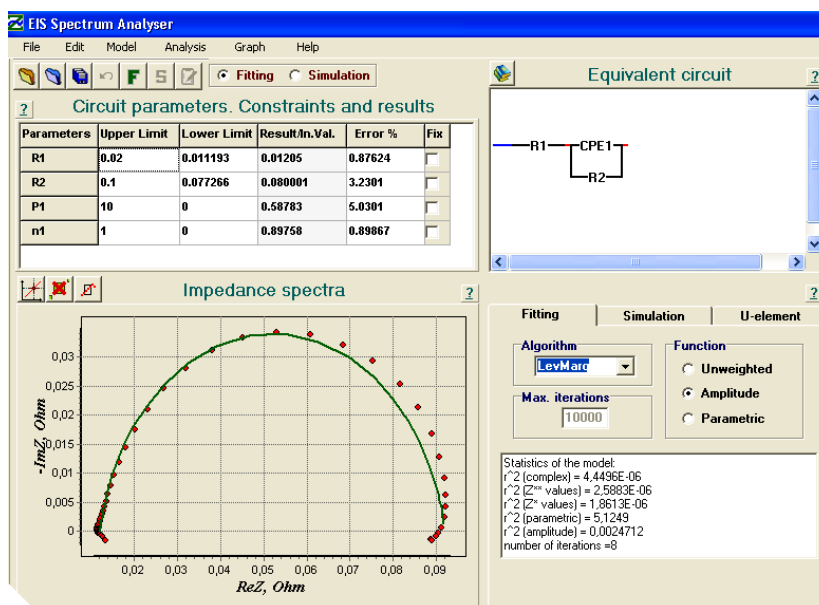 EIS Spectrum Analyser
File Edit Model Analysis Graph Help
F S Fitting Simulation
Equivalent circuit ?
? Circuit parameters. Constraints and results
Parameters Upper Limit Lower Limit Result/In.Val. Error % Fix
R1 0.02 0.011193 0.01205 0.87624
R2 0.1 0.077266 0.080001 3.2301
P1 10 0 0.58783 5.0301
n1 1 0 0.89758 0.89867
R1 CPE1
R2
Impedance spectra ?
?
-ImZ, Ohm
0,03
0,025
0,02
0,015
0,01
0,005
0
0,02 0,03 0,04 0,05 0,06 0,07 0,08 0,09
ReZ, Ohm
Fitting Simulation U-element
Algorithm
LevMarq
Max. iterations
10000
Function
Unweighted
Amplitude
Parametric
Statistics of the model:
r^2 (complex) = 4,4496E-06
r^2 (Z'' values) = 2,5883E-06
r^2 (Z' values) = 1,8613E-06
r^2 (parametric) = 5,1249
r^2 (amplitude) = 0,0024712
number of iterations =8